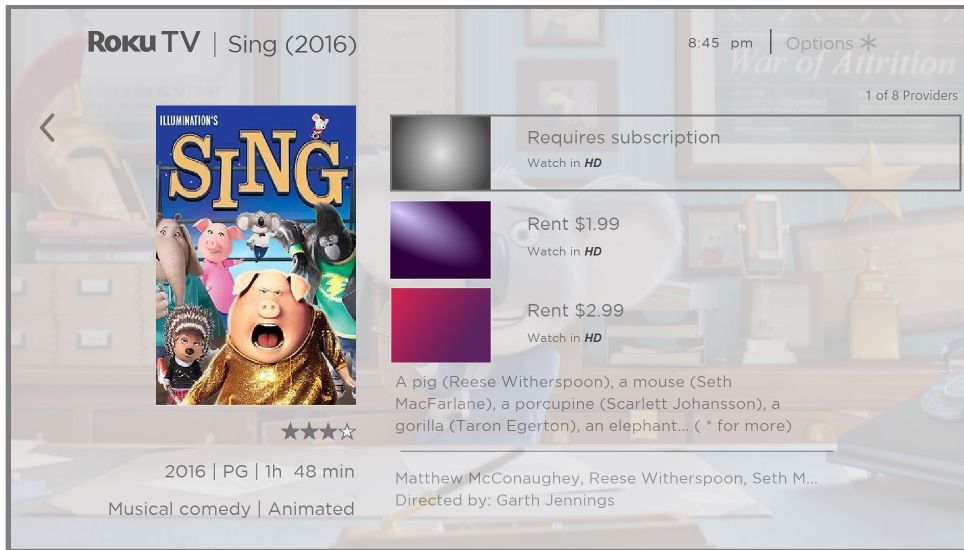 Roku TV | Sing (2016)
8:45 pm | Options *
War of Attrition
1 of 8 Providers
ILLUMINATION'S
SING
Requires subscription
Watch in HD
Rent $1.99
Watch in HD
Rent $2.99
Watch in HD
A pig (Reese Witherspoon), a mouse (Seth
MacFarlane), a porcupine (Scarlett Johansson), a
gorilla (Taron Egerton), an elephant... ( * for more)
2016 | PG | 1h 48 min
Musical comedy | Animated
Matthew McConaughey, Reese Witherspoon, Seth M...
Directed by: Garth Jennings